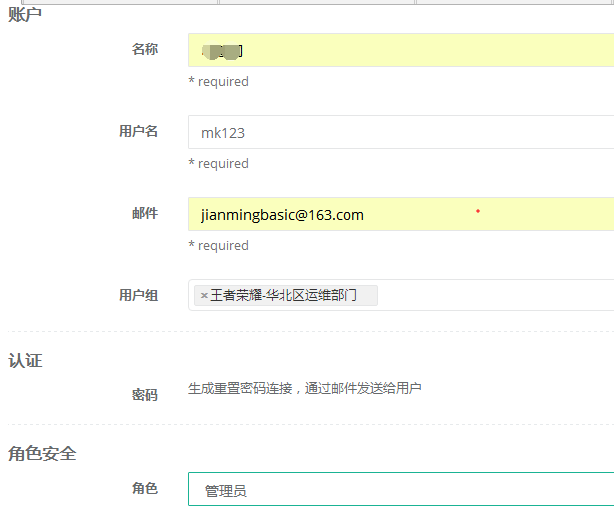 账户
名称
* required
用户名 mk123
* required
邮件 jianmingbasic@163.com
* required
用户组 ×王者荣耀-华北区运维部门
认证
密码 生成重置密码连接，通过邮件发送给用户
角色安全
角色 管理员